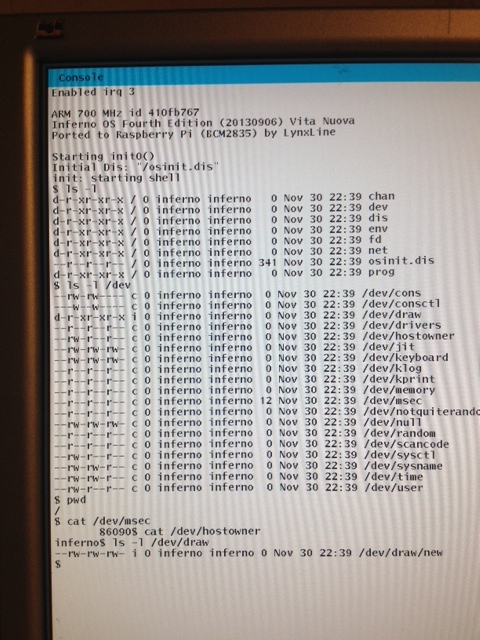 Console
Enabled irq 3
ARM 700 MHz id 410fb767
Inferno OS Fourth Edition (20130906) Vita Nuova
Ported to Raspberry Pi (BCM2835) by LynxLine
Starting init0()
Initial Dis: "/osinit.dis"
init: starting shell
$ ls -l
d-r-xr-xr-x / 0 inferno inferno   0 Nov 30 22:39 chan
d-r-xr-xr-x / 0 inferno inferno   0 Nov 30 22:39 dev
d-r-xr-xr-x / 0 inferno inferno   0 Nov 30 22:39 dis
d-r-xr-xr-x / 0 inferno inferno   0 Nov 30 22:39 env
d-r-xr-xr-x / 0 inferno inferno   0 Nov 30 22:39 fd
d-r-xr-xr-x / 0 inferno inferno   0 Nov 30 22:39 net
--r--r--r-- / 0 inferno inferno 341 Nov 30 22:39 osinit.dis
d-r-xr-xr-x / 0 inferno inferno   0 Nov 30 22:39 prog
$ ls -l /dev
--rw-rw---- c 0 inferno inferno  0 Nov 30 22:39 /dev/cons
---w--w---- c 0 inferno inferno  0 Nov 30 22:39 /dev/consctl
d-r-xr-xr-x i 0 inferno inferno  0 Nov 30 22:39 /dev/draw
--r--r--r-- c 0 inferno inferno  0 Nov 30 22:39 /dev/drivers
--rw-r--r-- c 0 inferno inferno  0 Nov 30 22:39 /dev/hostowner
--rw-rw-rw- c 0 inferno inferno  0 Nov 30 22:39 /dev/jit
--rw-rw-rw- c 0 inferno inferno  0 Nov 30 22:39 /dev/keyboard
--r--r--r-- c 0 inferno inferno  0 Nov 30 22:39 /dev/klog
--r--r--r-- c 0 inferno inferno  0 Nov 30 22:39 /dev/kprint
--rw-r--r-- c 0 inferno inferno  0 Nov 30 22:39 /dev/memory
--r--r--r-- c 0 inferno inferno 12 Nov 30 22:39 /dev/msec
--r--r--r-- c 0 inferno inferno  0 Nov 30 22:39 /dev/notquiterando
--rw-rw-rw- c 0 inferno inferno  0 Nov 30 22:39 /dev/null
--r--r--r-- c 0 inferno inferno  0 Nov 30 22:39 /dev/random
--r--r--r-- c 0 inferno inferno  0 Nov 30 22:39 /dev/scancode
--rw-r--r-- c 0 inferno inferno  0 Nov 30 22:39 /dev/sysctl
--rw-r--r-- c 0 inferno inferno  0 Nov 30 22:39 /dev/sysname
--rw-r--r-- c 0 inferno inferno  0 Nov 30 22:39 /dev/time
--rw-r--r-- c 0 inferno inferno  0 Nov 30 22:39 /dev/user
$ pwd
/
$ cat /dev/msec
      86090$ cat /dev/hostowner
inferno$ ls -l /dev/draw
--rw-rw-rw- i 0 inferno inferno 0 Nov 30 22:39 /dev/draw/new
$